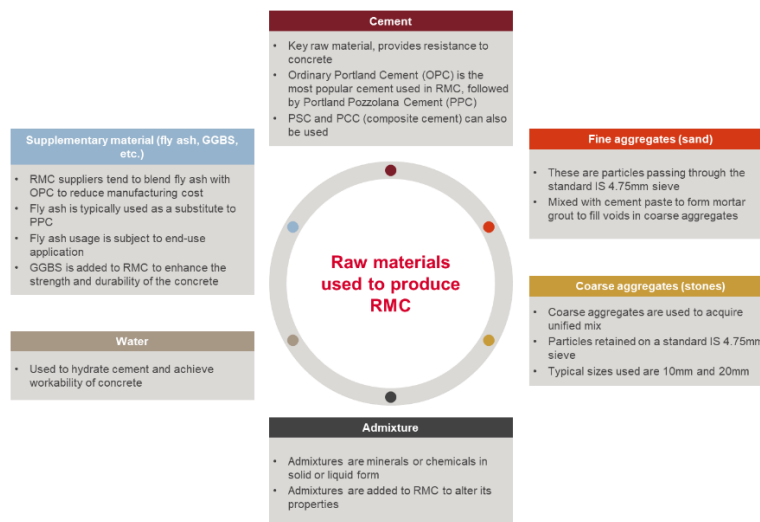 Cement
• Key raw material, provides resistance to
concrete
• Ordinary Portland Cement (OPC) is the
most popular cement used in RMC, followed
by Portland Pozzolana Cement (PPC)
• PSC and PCC (composite cement) can also
be used
Supplementary material (fly ash, GGBS,
etc.)
• RMC suppliers tend to blend fly ash with
OPC to reduce manufacturing cost
• Fly ash is typically used as a substitute to
PPC
• Fly ash usage is subject to end-use
application
• GGBS is added to RMC to enhance the
strength and durability of the concrete
Fine aggregates (sand)
• These are particles passing through the
standard IS 4.75mm sieve
• Mixed with cement paste to form mortar
grout to fill voids in coarse aggregates
Raw materials
used to produce
RMC
Water
• Used to hydrate cement and achieve
workability of concrete
Coarse aggregates (stones)
• Coarse aggregates are used to acquire
unified mix
• Particles retained on a standard IS 4.75mm
sieve
• Typical sizes used are 10mm and 20mm
Admixture
• Admixtures are minerals or chemicals in
solid or liquid form
• Admixtures are added to RMC to alter its
properties